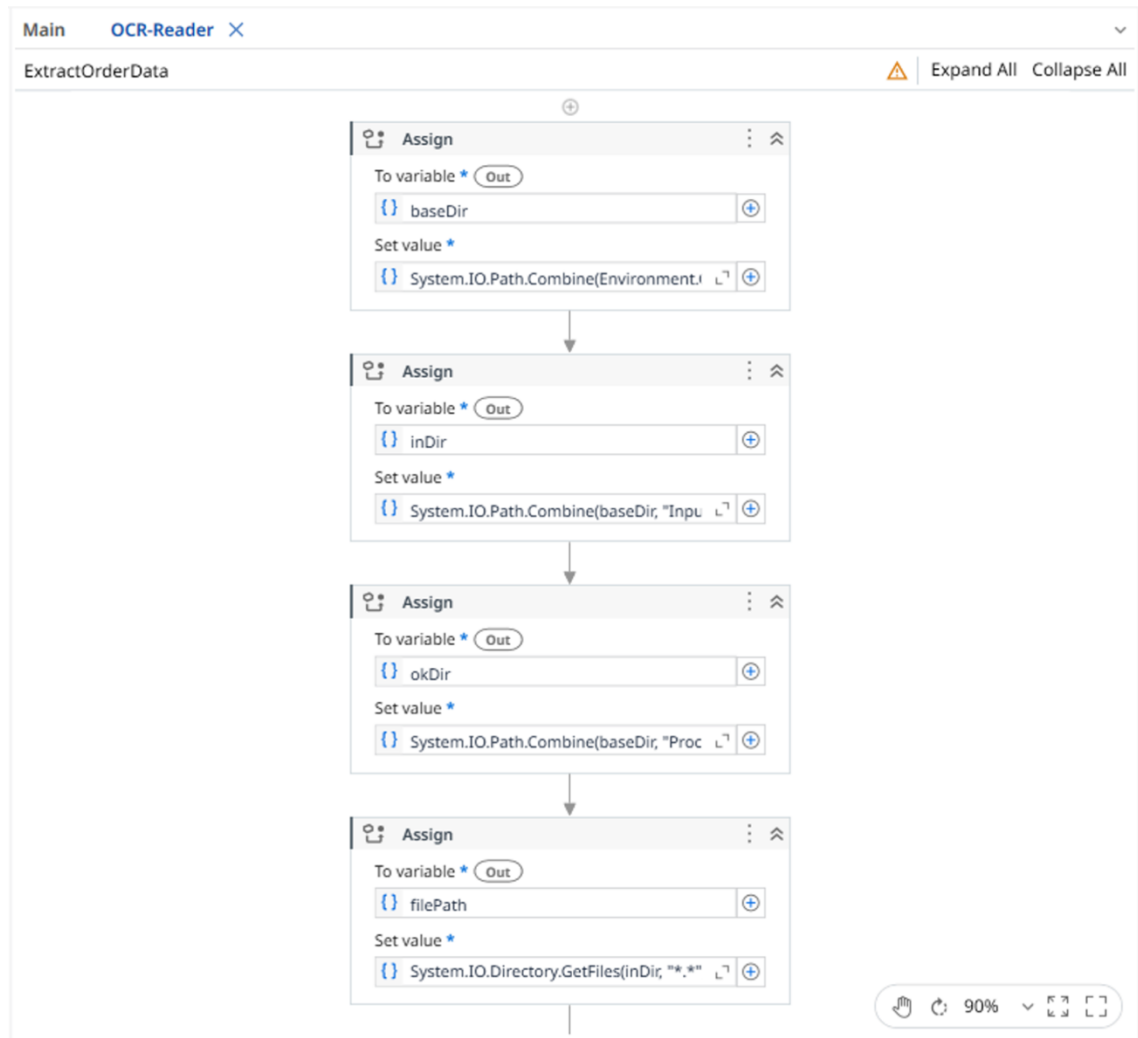 Main OCR-Reader
ExtractOrderData Expand All Collapse All
Assign
To variable * Out
{} baseDir
Set value *
{} System.IO.Path.Combine(Environment.
Assign
To variable * Out
{} inDir
Set value *
{} System.IO.Path.Combine(baseDir, "Inpu
Assign
To variable * Out
{} okDir
Set value *
{} System.IO.Path.Combine(baseDir, "Proc
Assign
To variable * Out
{} filePath
Set value *
{} System.IO.Directory.GetFiles(inDir, "*.*"
90%